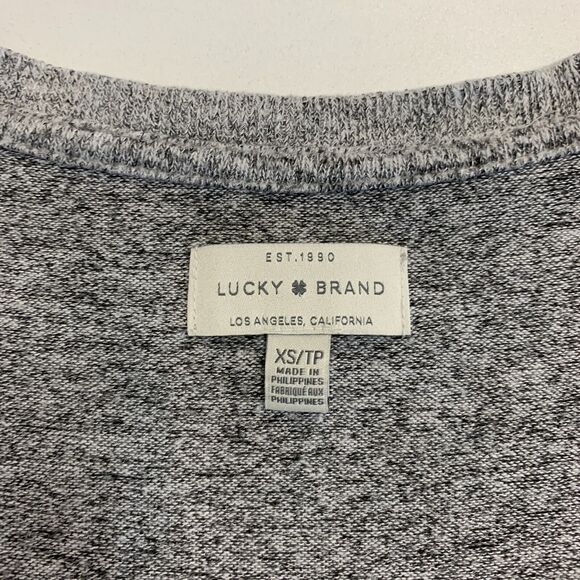 EST.1990
LUCKY BRAND
LOS ANGELES, CALIFORNIA
XS/TP
MADE IN
PHILIPPINES
FABRIQUÉ AUX
PHILIPPINES